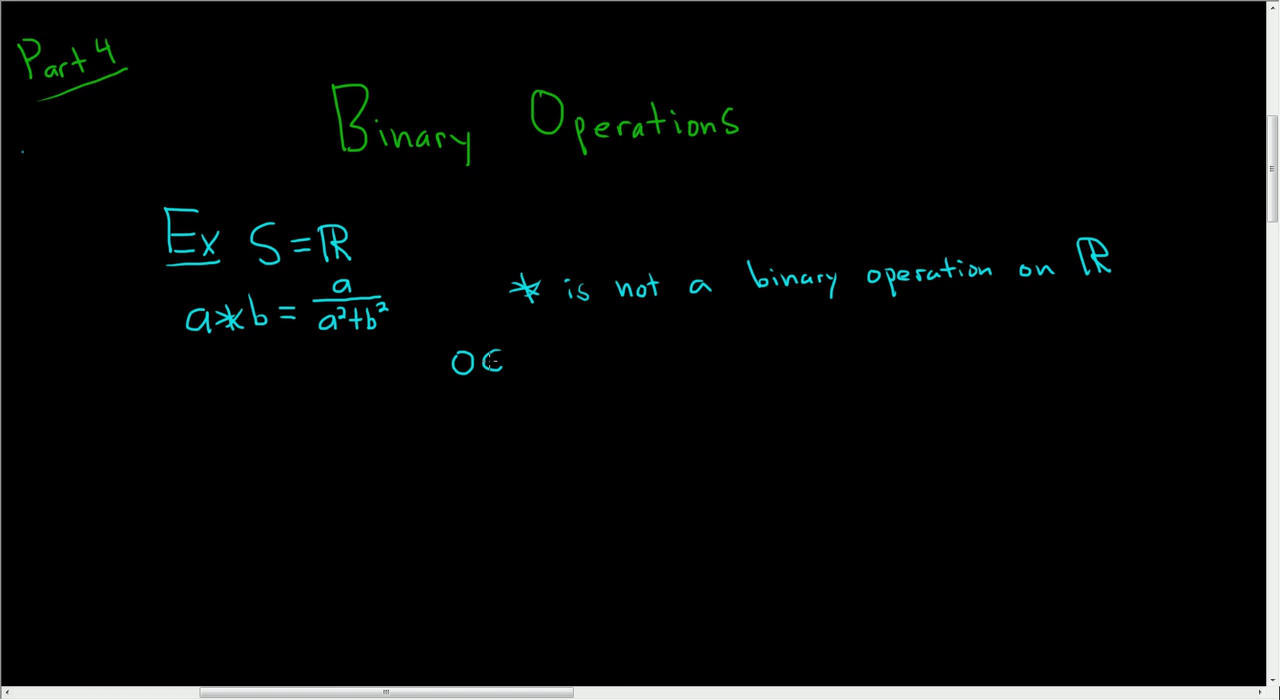 Part 4
Binary Operations
Ex S = ℝ
a * b = a / (a² + b²)
* is not a binary operation on ℝ
0 ∈